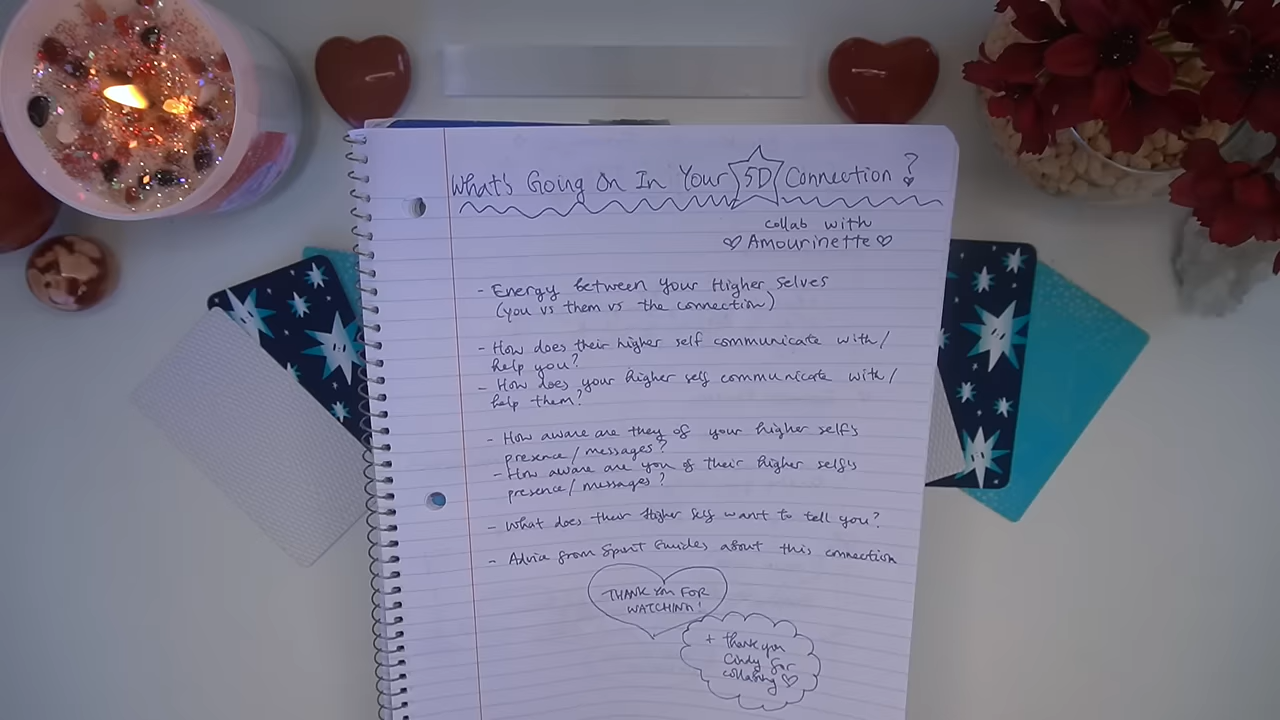 What's Going On In Your 5D Connection?
collab with
♡ Amourinette ♡
- Energy between your Higher selves
(you vs them vs the connection)
- How does their higher self communicate with/
help you?
- How does your higher self communicate with/
help them?
- How aware are they of your higher self's
presence/messages?
- How aware are you of their higher self's
presence/messages?
- What does their Higher self want to tell you?
- Advice from Spirit Guides about this connection
THANK YOU FOR
WATCHING!
+ thank you
Cindy for
collabing ♡